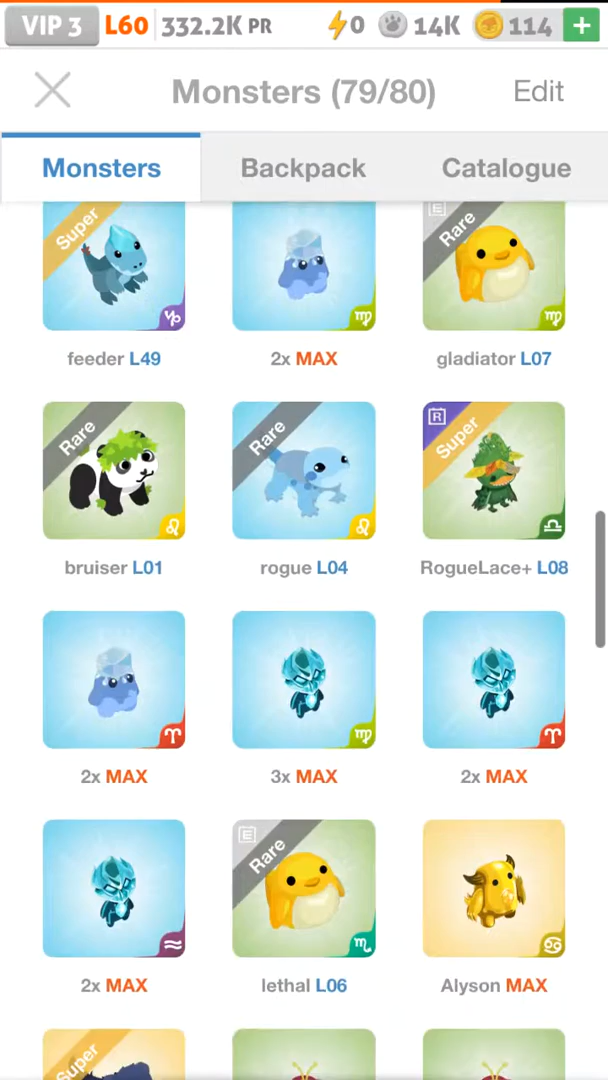 VIP 3 L60 332.2K PR 0 14K 114
Monsters (79/80) Edit
Monsters Backpack Catalogue
Super E Rare
feeder L49 2x MAX gladiator L07
Rare Rare R Super
bruiser L01 rogue L04 RogueLace+ L08
2x MAX 3x MAX 2x MAX
E Rare
2x MAX lethal L06 Alyson MAX
Super